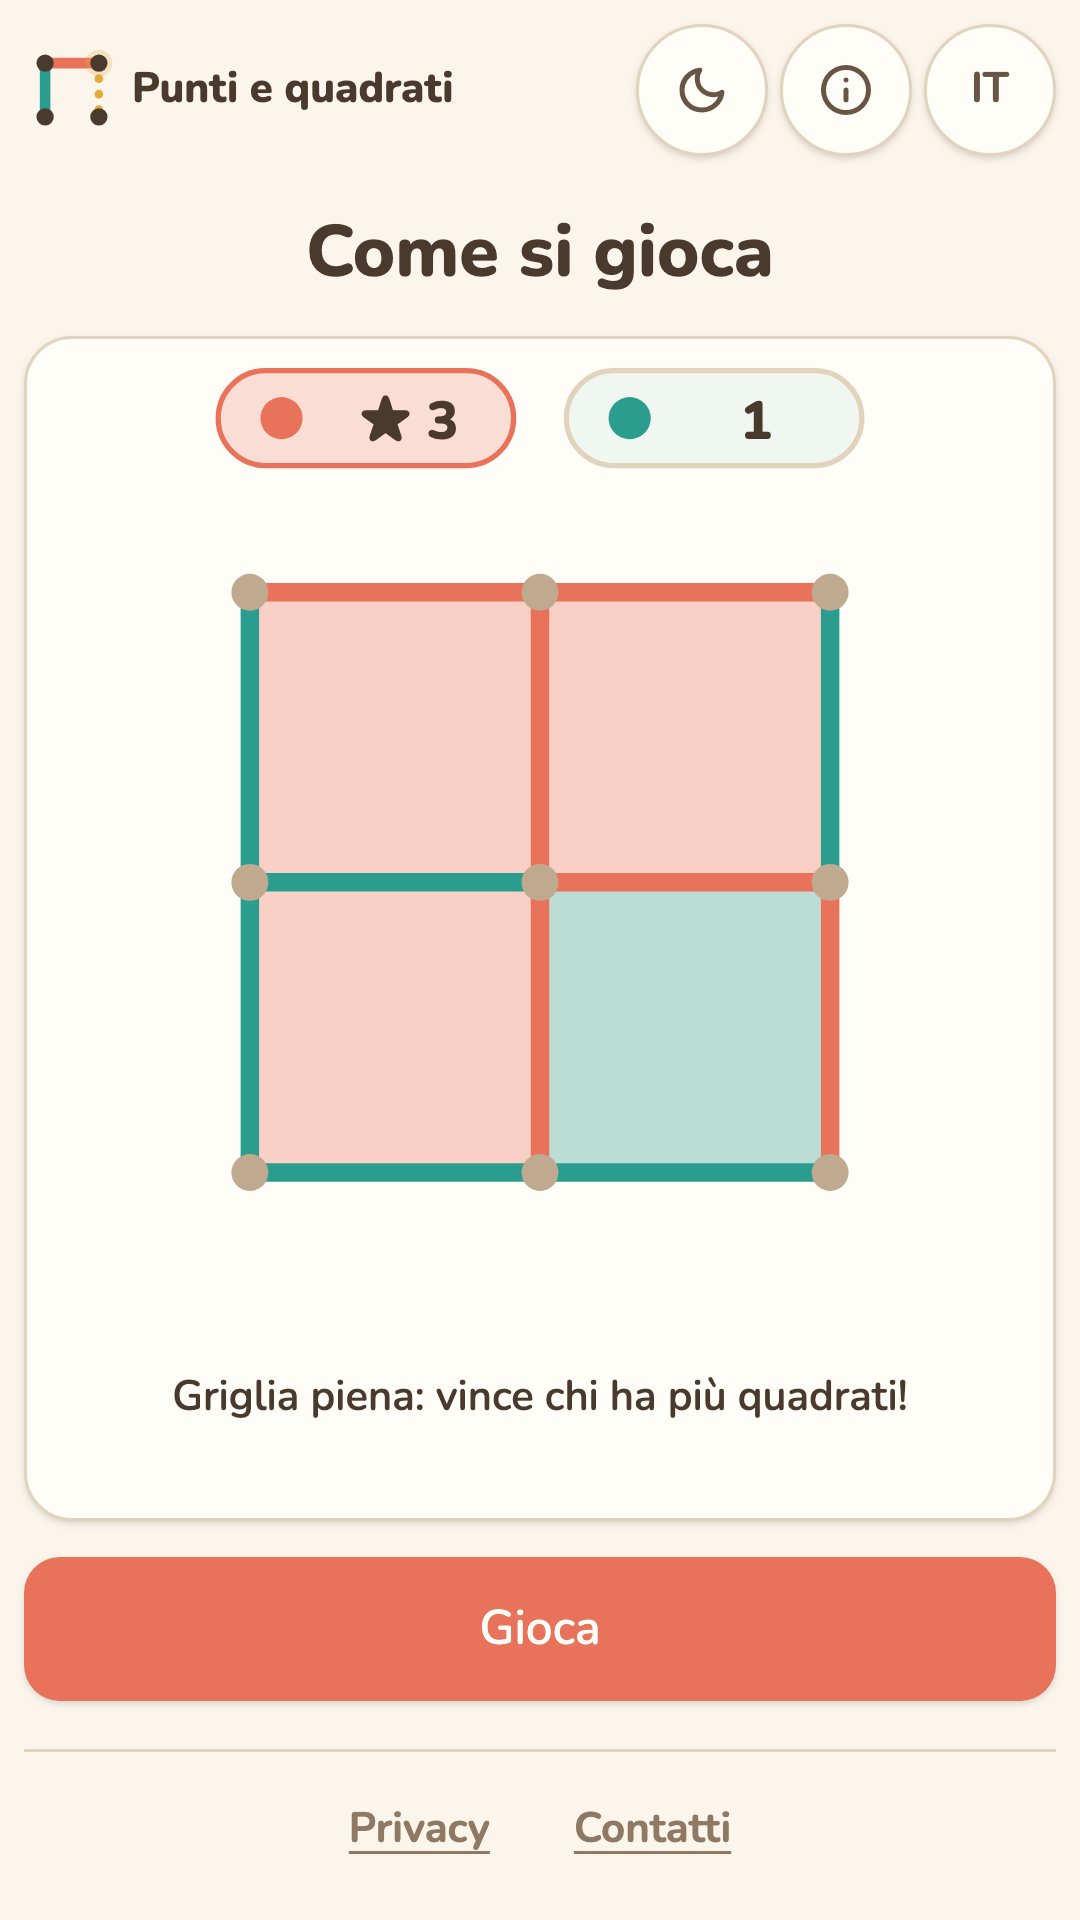 Punti e quadrati
IT
Come si gioca
★ 3
1
Griglia piena: vince chi ha più quadrati!
Gioca
Privacy
Contatti